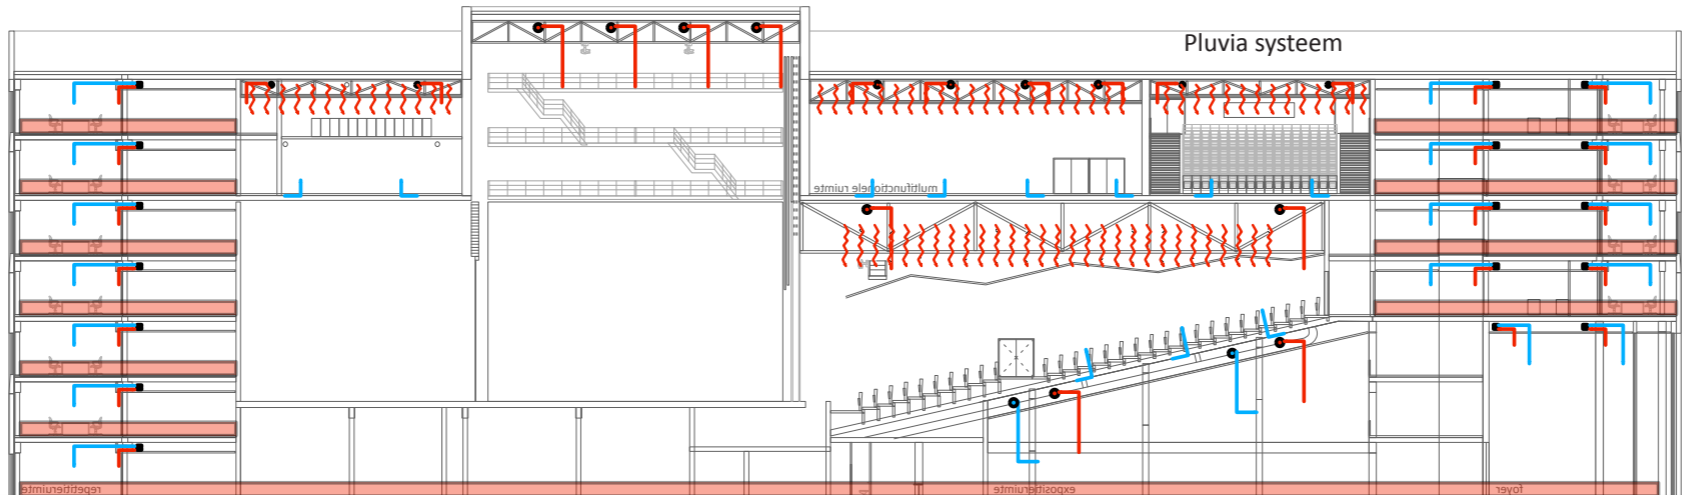 Pluvia systeem
multifunctionele ruimte
repetitieruimte
expositieruimte
foyer